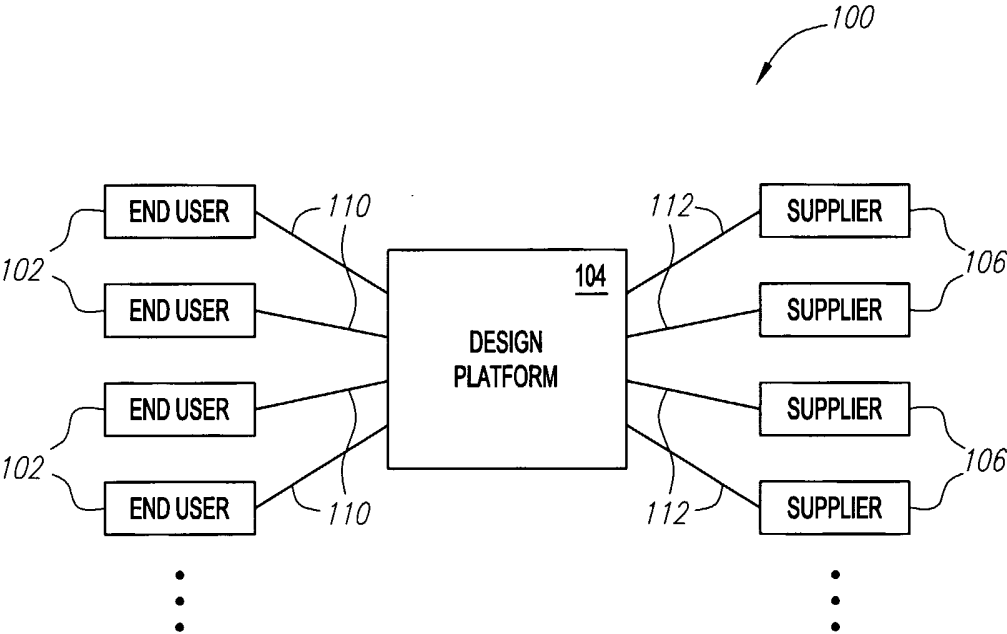 100
END USER
110
112
SUPPLIER
102
106
END USER
104
SUPPLIER
DESIGN
PLATFORM
END USER
SUPPLIER
102
106
END USER
110
112
SUPPLIER